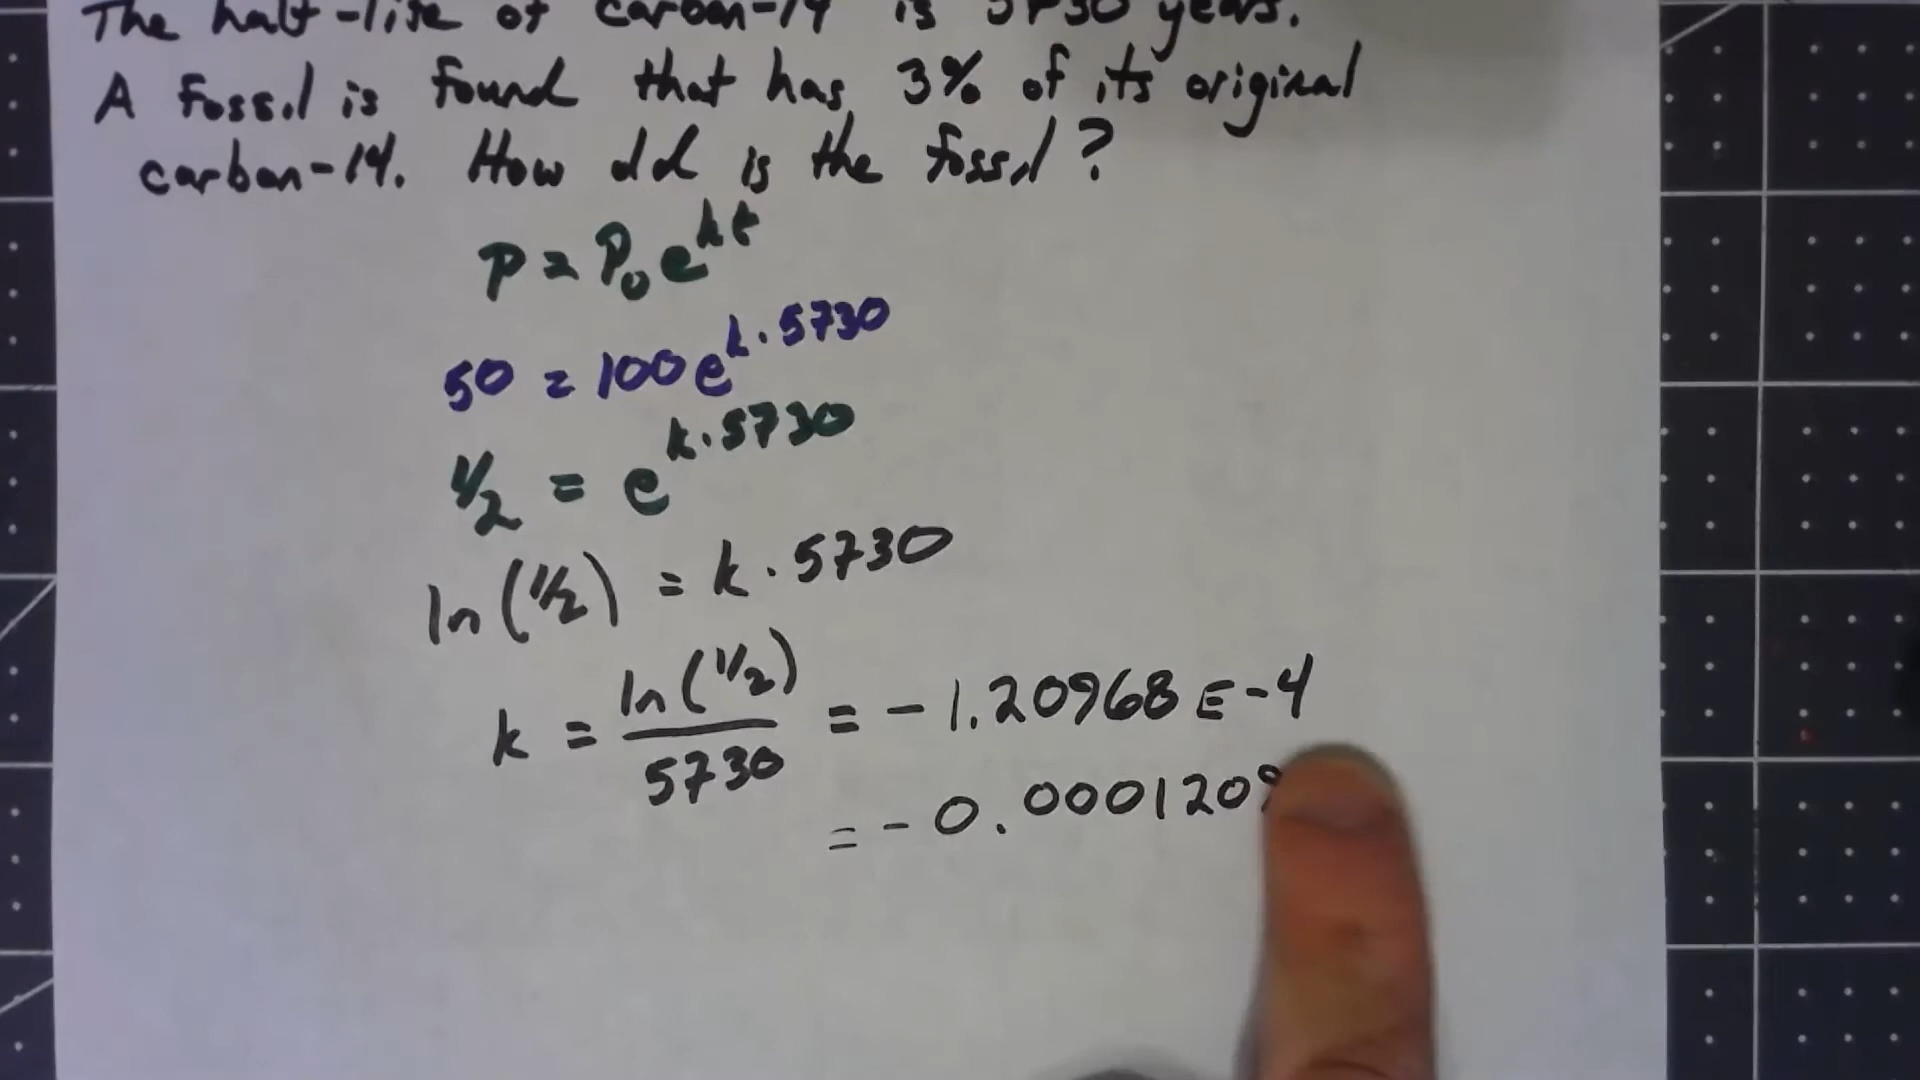 The half-life of carbon-14 is 5730 years.
A fossil is found that has 3% of its original
carbon-14. How old is the fossil?
P = P₀e^kt
50 = 100e^k·5730
1/2 = e^k·5730
ln(1/2) = k·5730
k = ln(1/2)/5730 = -1.20968E-4
= -0.0001209